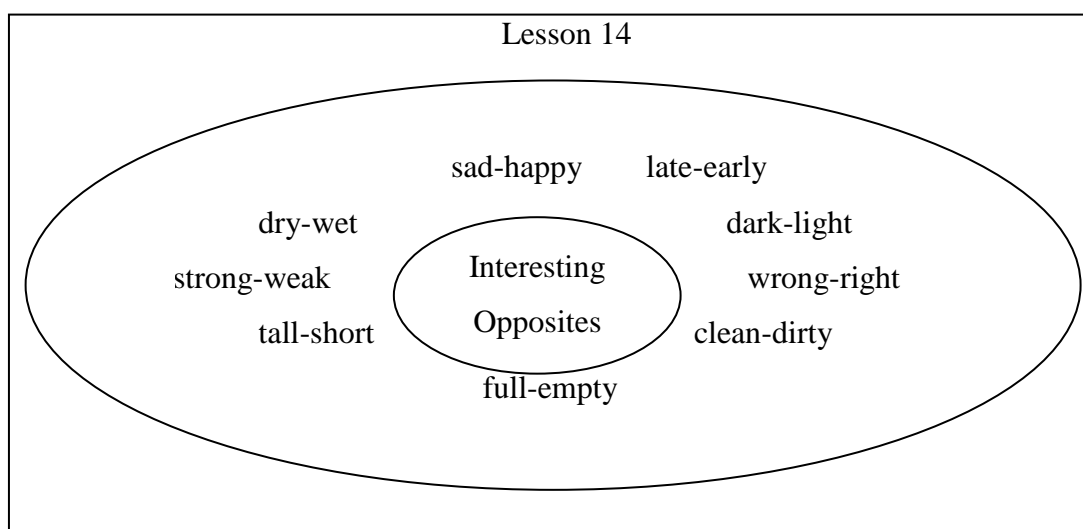 Lesson 14
sad-happy late-early
dry-wet dark-light
Interesting
strong-weak wrong-right
Opposites
tall-short clean-dirty
full-empty